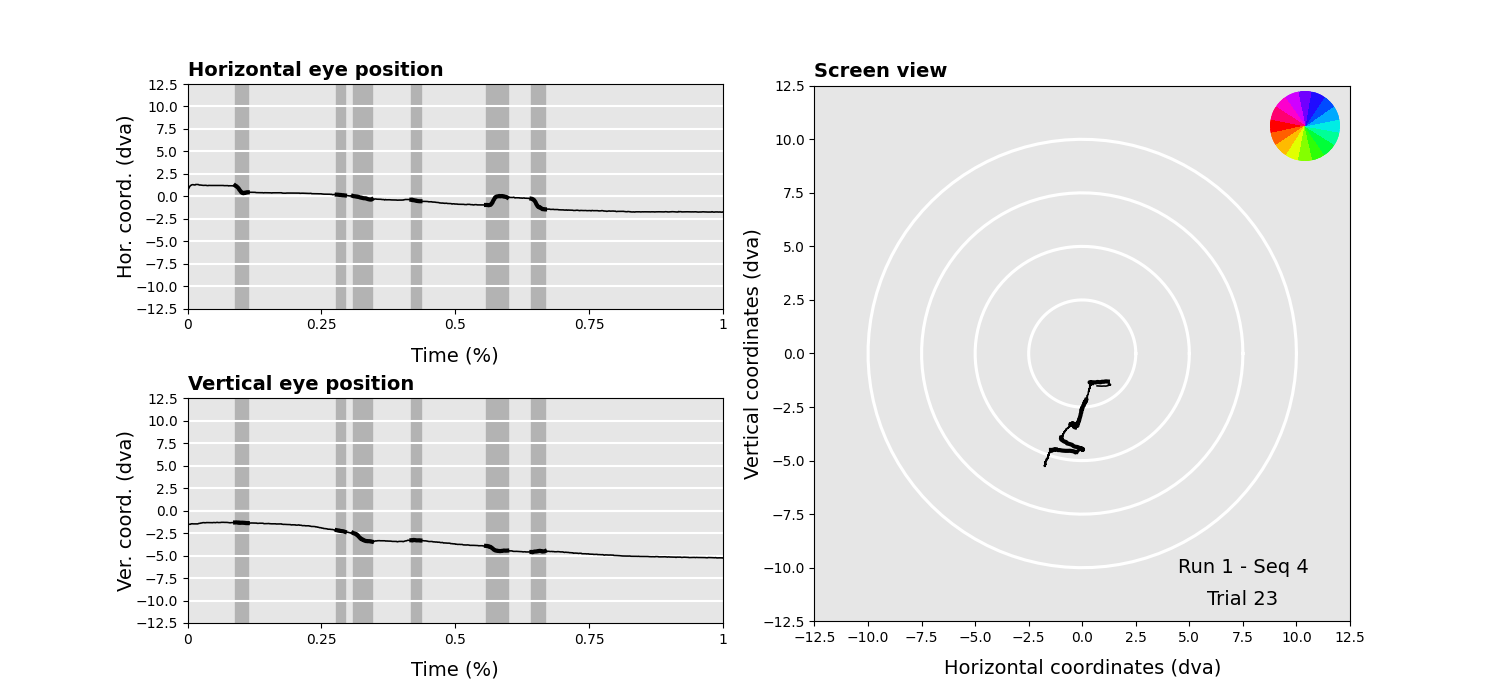 Horizontal eye position
Hor. coord. (dva)
12.5
10.0
7.5
5.0
2.5
0.0
−2.5
−5.0
−7.5
−10.0
−12.5
0 0.25 0.5 0.75 1
Time (%)
Vertical eye position
Ver. coord. (dva)
12.5
10.0
7.5
5.0
2.5
0.0
−2.5
−5.0
−7.5
−10.0
−12.5
0 0.25 0.5 0.75 1
Time (%)
Screen view
Vertical coordinates (dva)
12.5
10.0
7.5
5.0
2.5
0.0
−2.5
−5.0
−7.5
−10.0
−12.5
Run 1 - Seq 4
Trial 23
−12.5 −10.0 −7.5 −5.0 −2.5 0.0 2.5 5.0 7.5 10.0 12.5
Horizontal coordinates (dva)